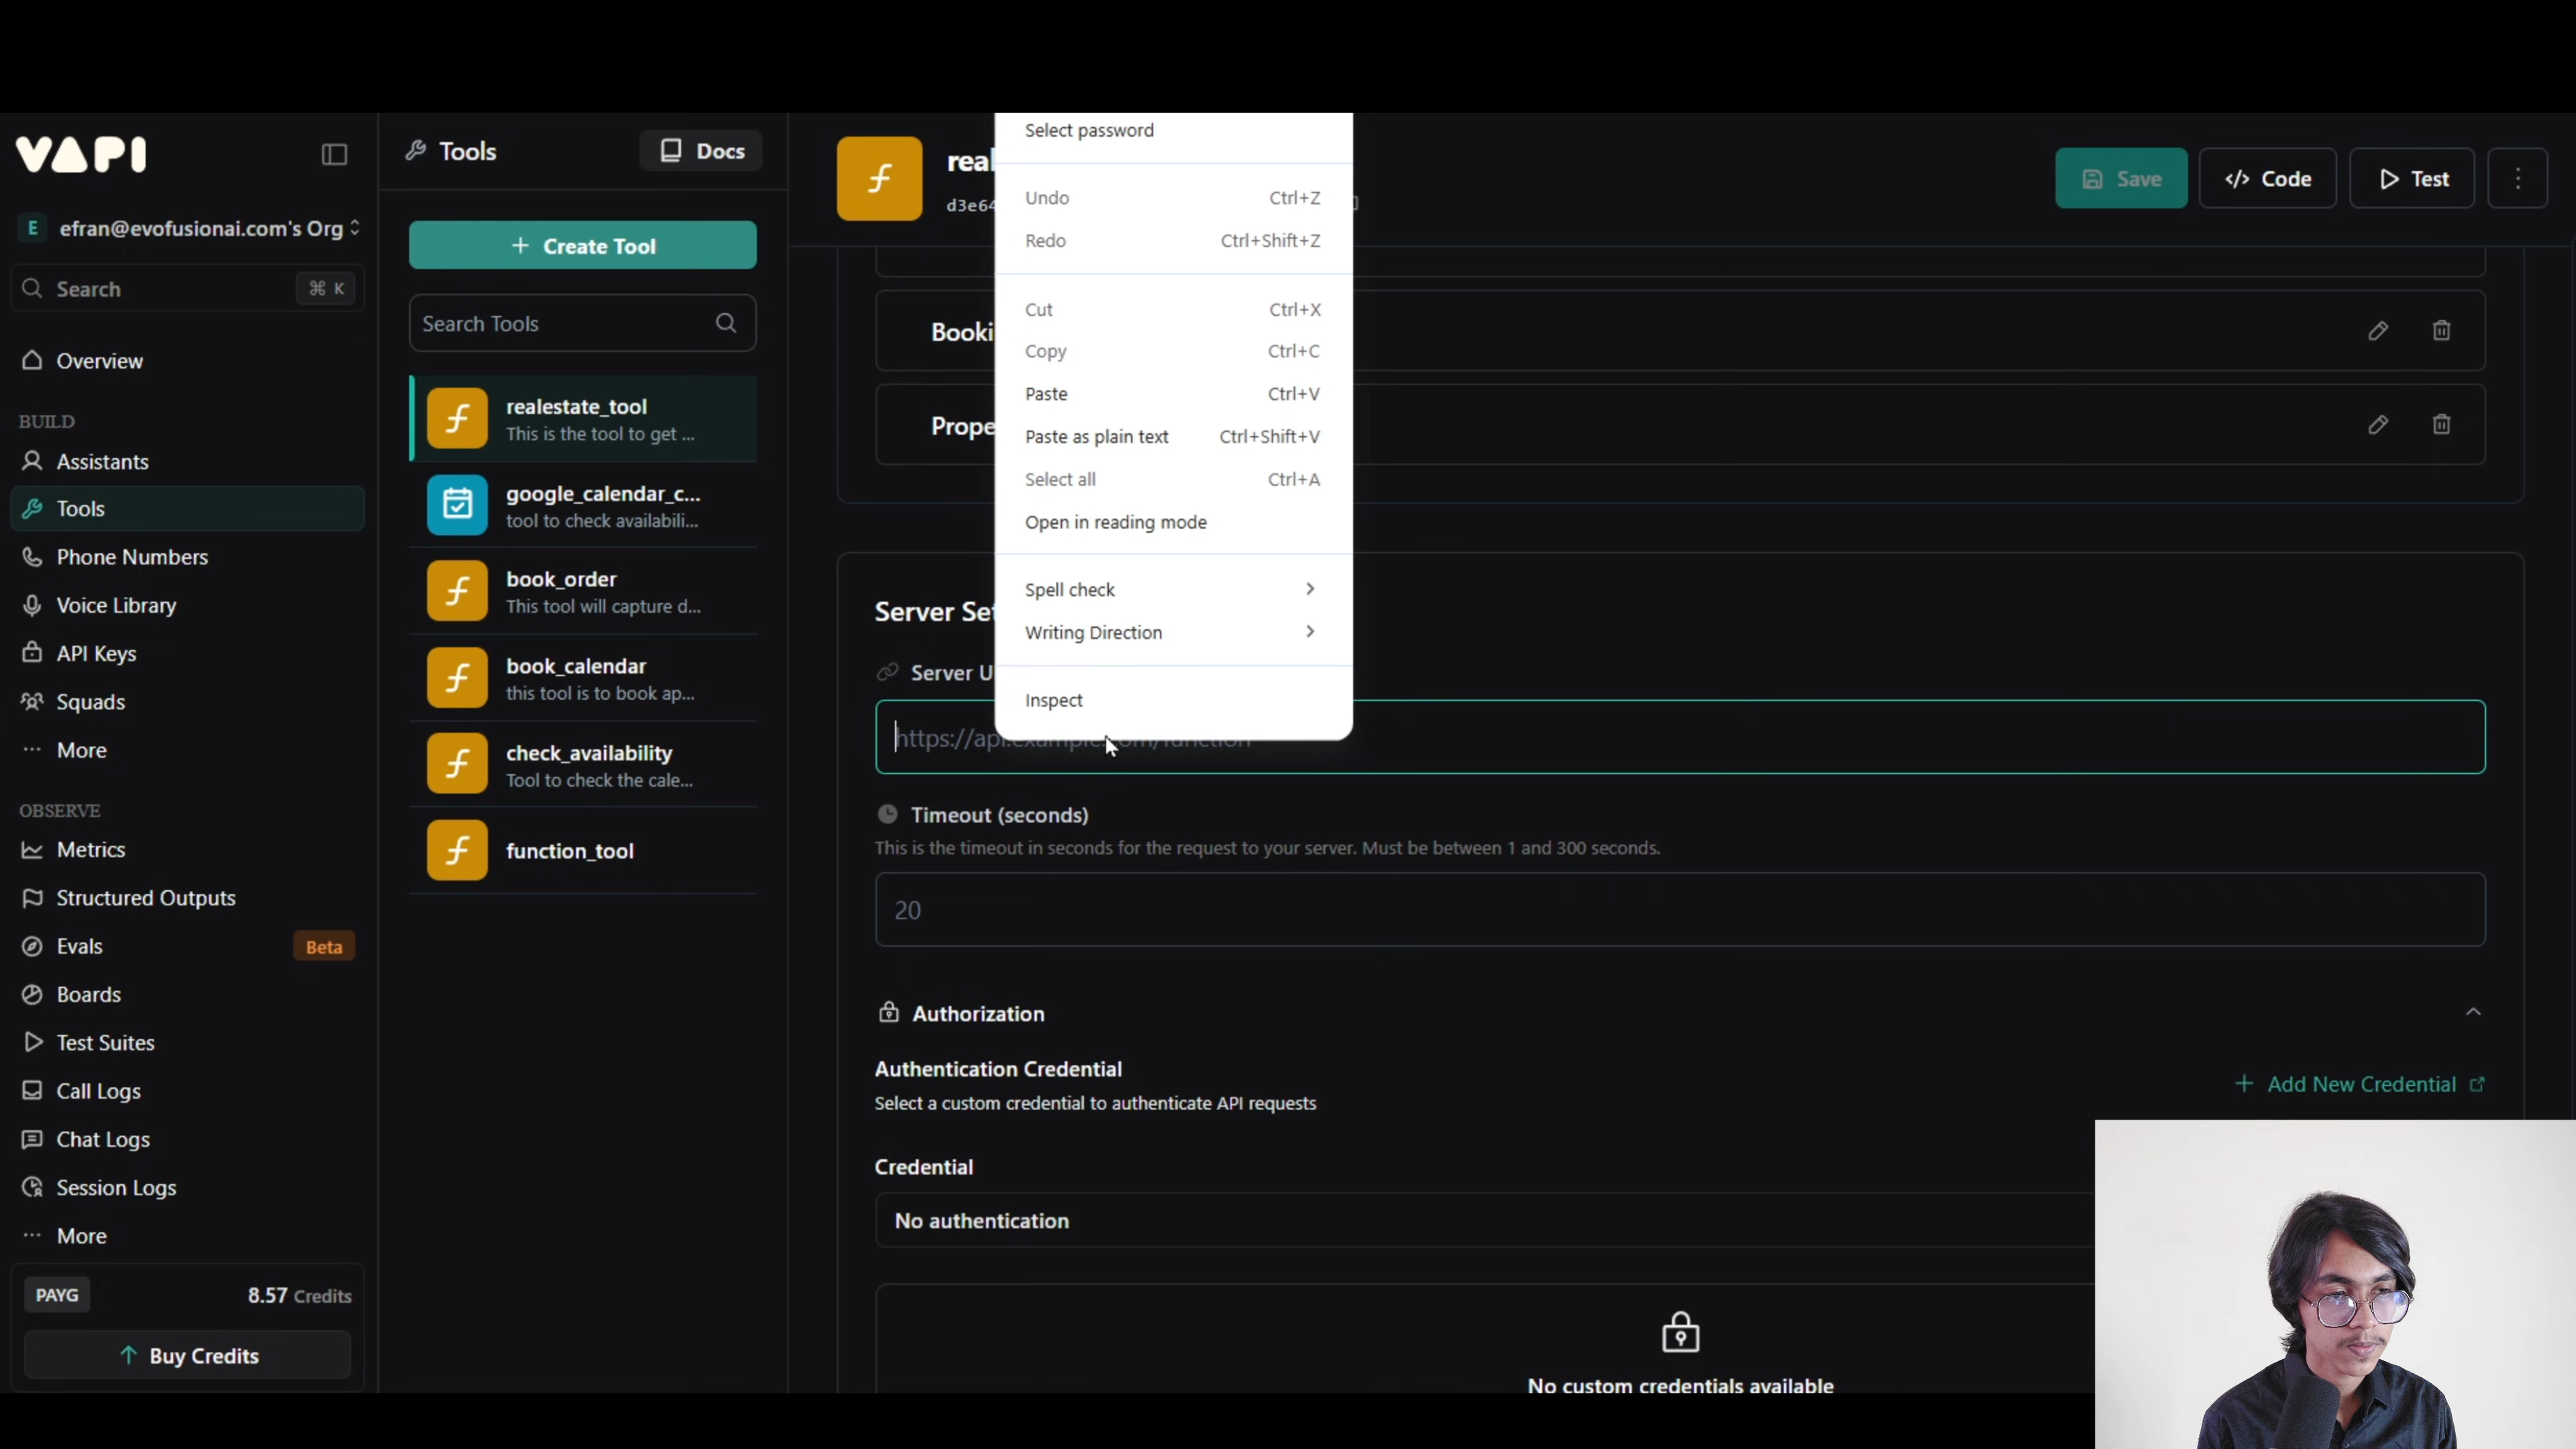 VAPI
E efran@evofusionai.com's Org
Search ⌘ K
Overview
BUILD
Assistants
Tools
Phone Numbers
Voice Library
API Keys
Squads
More
OBSERVE
Metrics
Structured Outputs
Evals Beta
Boards
Test Suites
Call Logs
Chat Logs
Session Logs
More
PAYG 8.57 Credits
Buy Credits
Tools Docs
+ Create Tool
Search Tools
realestate_tool
This is the tool to get ...
google_calendar_c...
tool to check availabili...
book_order
This tool will capture d...
book_calendar
this tool is to book ap...
check_availability
Tool to check the cale...
function_tool
real
d3e64
Save </> Code Test
Booki
Prope
Select password
Undo Ctrl+Z
Redo Ctrl+Shift+Z
Cut Ctrl+X
Copy Ctrl+C
Paste Ctrl+V
Paste as plain text Ctrl+Shift+V
Select all Ctrl+A
Open in reading mode
Spell check
Writing Direction
Inspect
Server Set
Server U
https://api.example.com/function
Timeout (seconds)
This is the timeout in seconds for the request to your server. Must be between 1 and 300 seconds.
20
Authorization
Authentication Credential
Select a custom credential to authenticate API requests
+ Add New Credential
Credential
No authentication
No custom credentials available